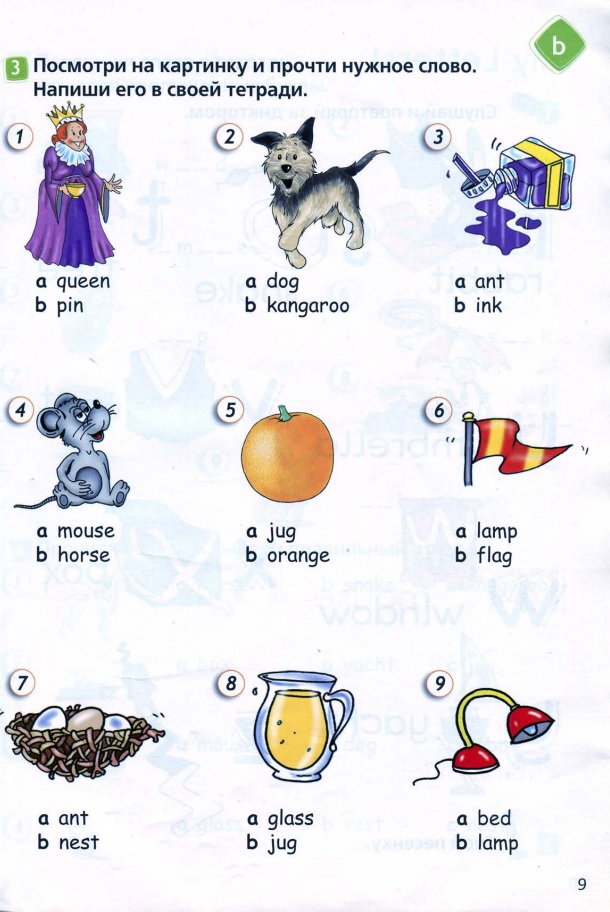 b
3 Посмотри на картинку и прочти нужное слово.
Напиши его в своей тетради.
1
2
3
a queen
b pin
a dog
b kangaroo
a ant
b ink
4
5
6
a mouse
b horse
a jug
b orange
a lamp
b flag
7
8
9
a ant
b nest
a glass
b jug
a bed
b lamp
9